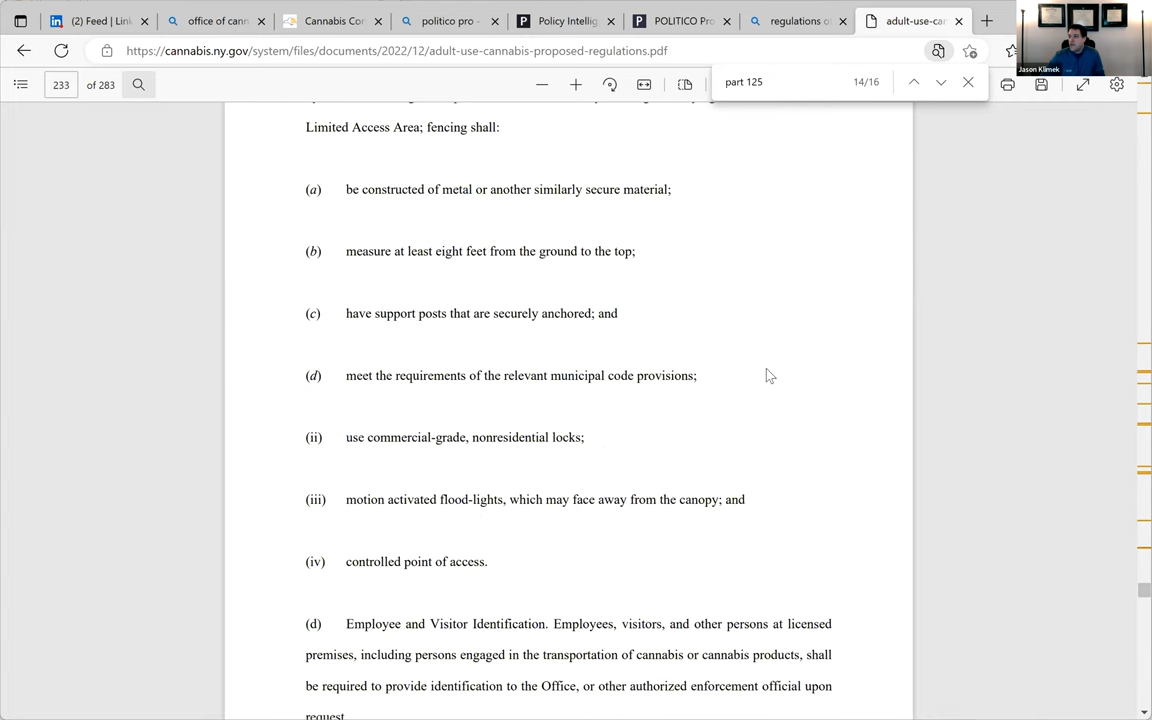 (2) Feed | Link
office of cann
Cannabis Con
politico pro -
Policy Intellig
POLITICO Pro
regulations of
adult-use-can
https://cannabis.ny.gov/system/files/documents/2022/12/adult-use-cannabis-proposed-regulations.pdf
Jason Klimek
233 of 283
part 125 14/16
Limited Access Area; fencing shall:
(a) be constructed of metal or another similarly secure material;
(b) measure at least eight feet from the ground to the top;
(c) have support posts that are securely anchored; and
(d) meet the requirements of the relevant municipal code provisions;
(ii) use commercial-grade, nonresidential locks;
(iii) motion activated flood-lights, which may face away from the canopy; and
(iv) controlled point of access.
(d) Employee and Visitor Identification. Employees, visitors, and other persons at licensed
premises, including persons engaged in the transportation of cannabis or cannabis products, shall
be required to provide identification to the Office, or other authorized enforcement official upon
request.